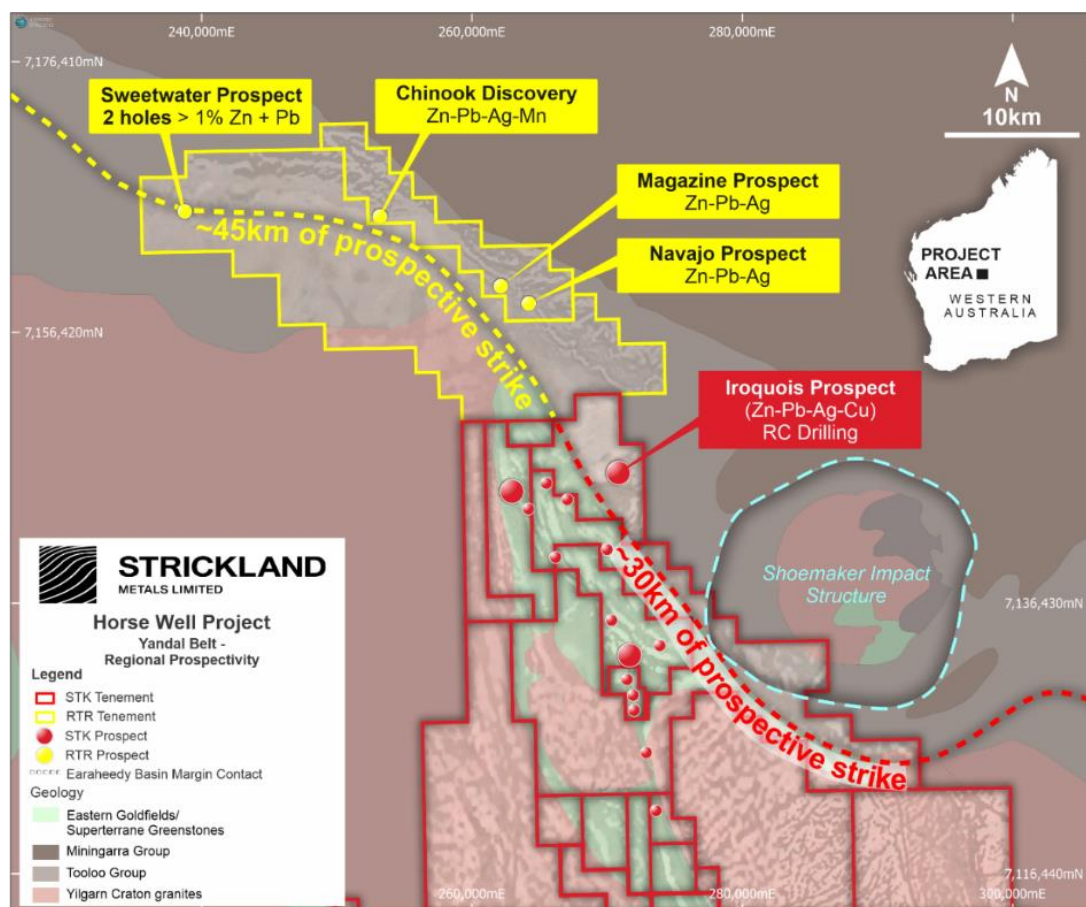 240,000mE
260,000mE
280,000mE
7,176,410mN
Sweetwater Prospect
2 holes > 1% Zn + Pb
Chinook Discovery
Zn-Pb-Ag-Mn
N
10km
Magazine Prospect
Zn-Pb-Ag
Navajo Prospect
Zn-Pb-Ag
PROJECT
AREA
WESTERN
AUSTRALIA
~45km of prospective strike
7,156,420mN
Iroquois Prospect
(Zn-Pb-Ag-Cu)
RC Drilling
Shoemaker Impact
Structure
7,136,430mN
~30km of prospective strike
STRICKLAND
METALS LIMITED
Horse Well Project
Yandal Belt -
Regional Prospectivity
Legend
STK Tenement
RTR Tenement
STK Prospect
RTR Prospect
Earaheedy Basin Margin Contact
Geology
Eastern Goldfields/
Superterrane Greenstones
Miningarra Group
Tooloo Group
Yilgarn Craton granites
7,116,440mN
260,000mE
280,000mE
300,000mE